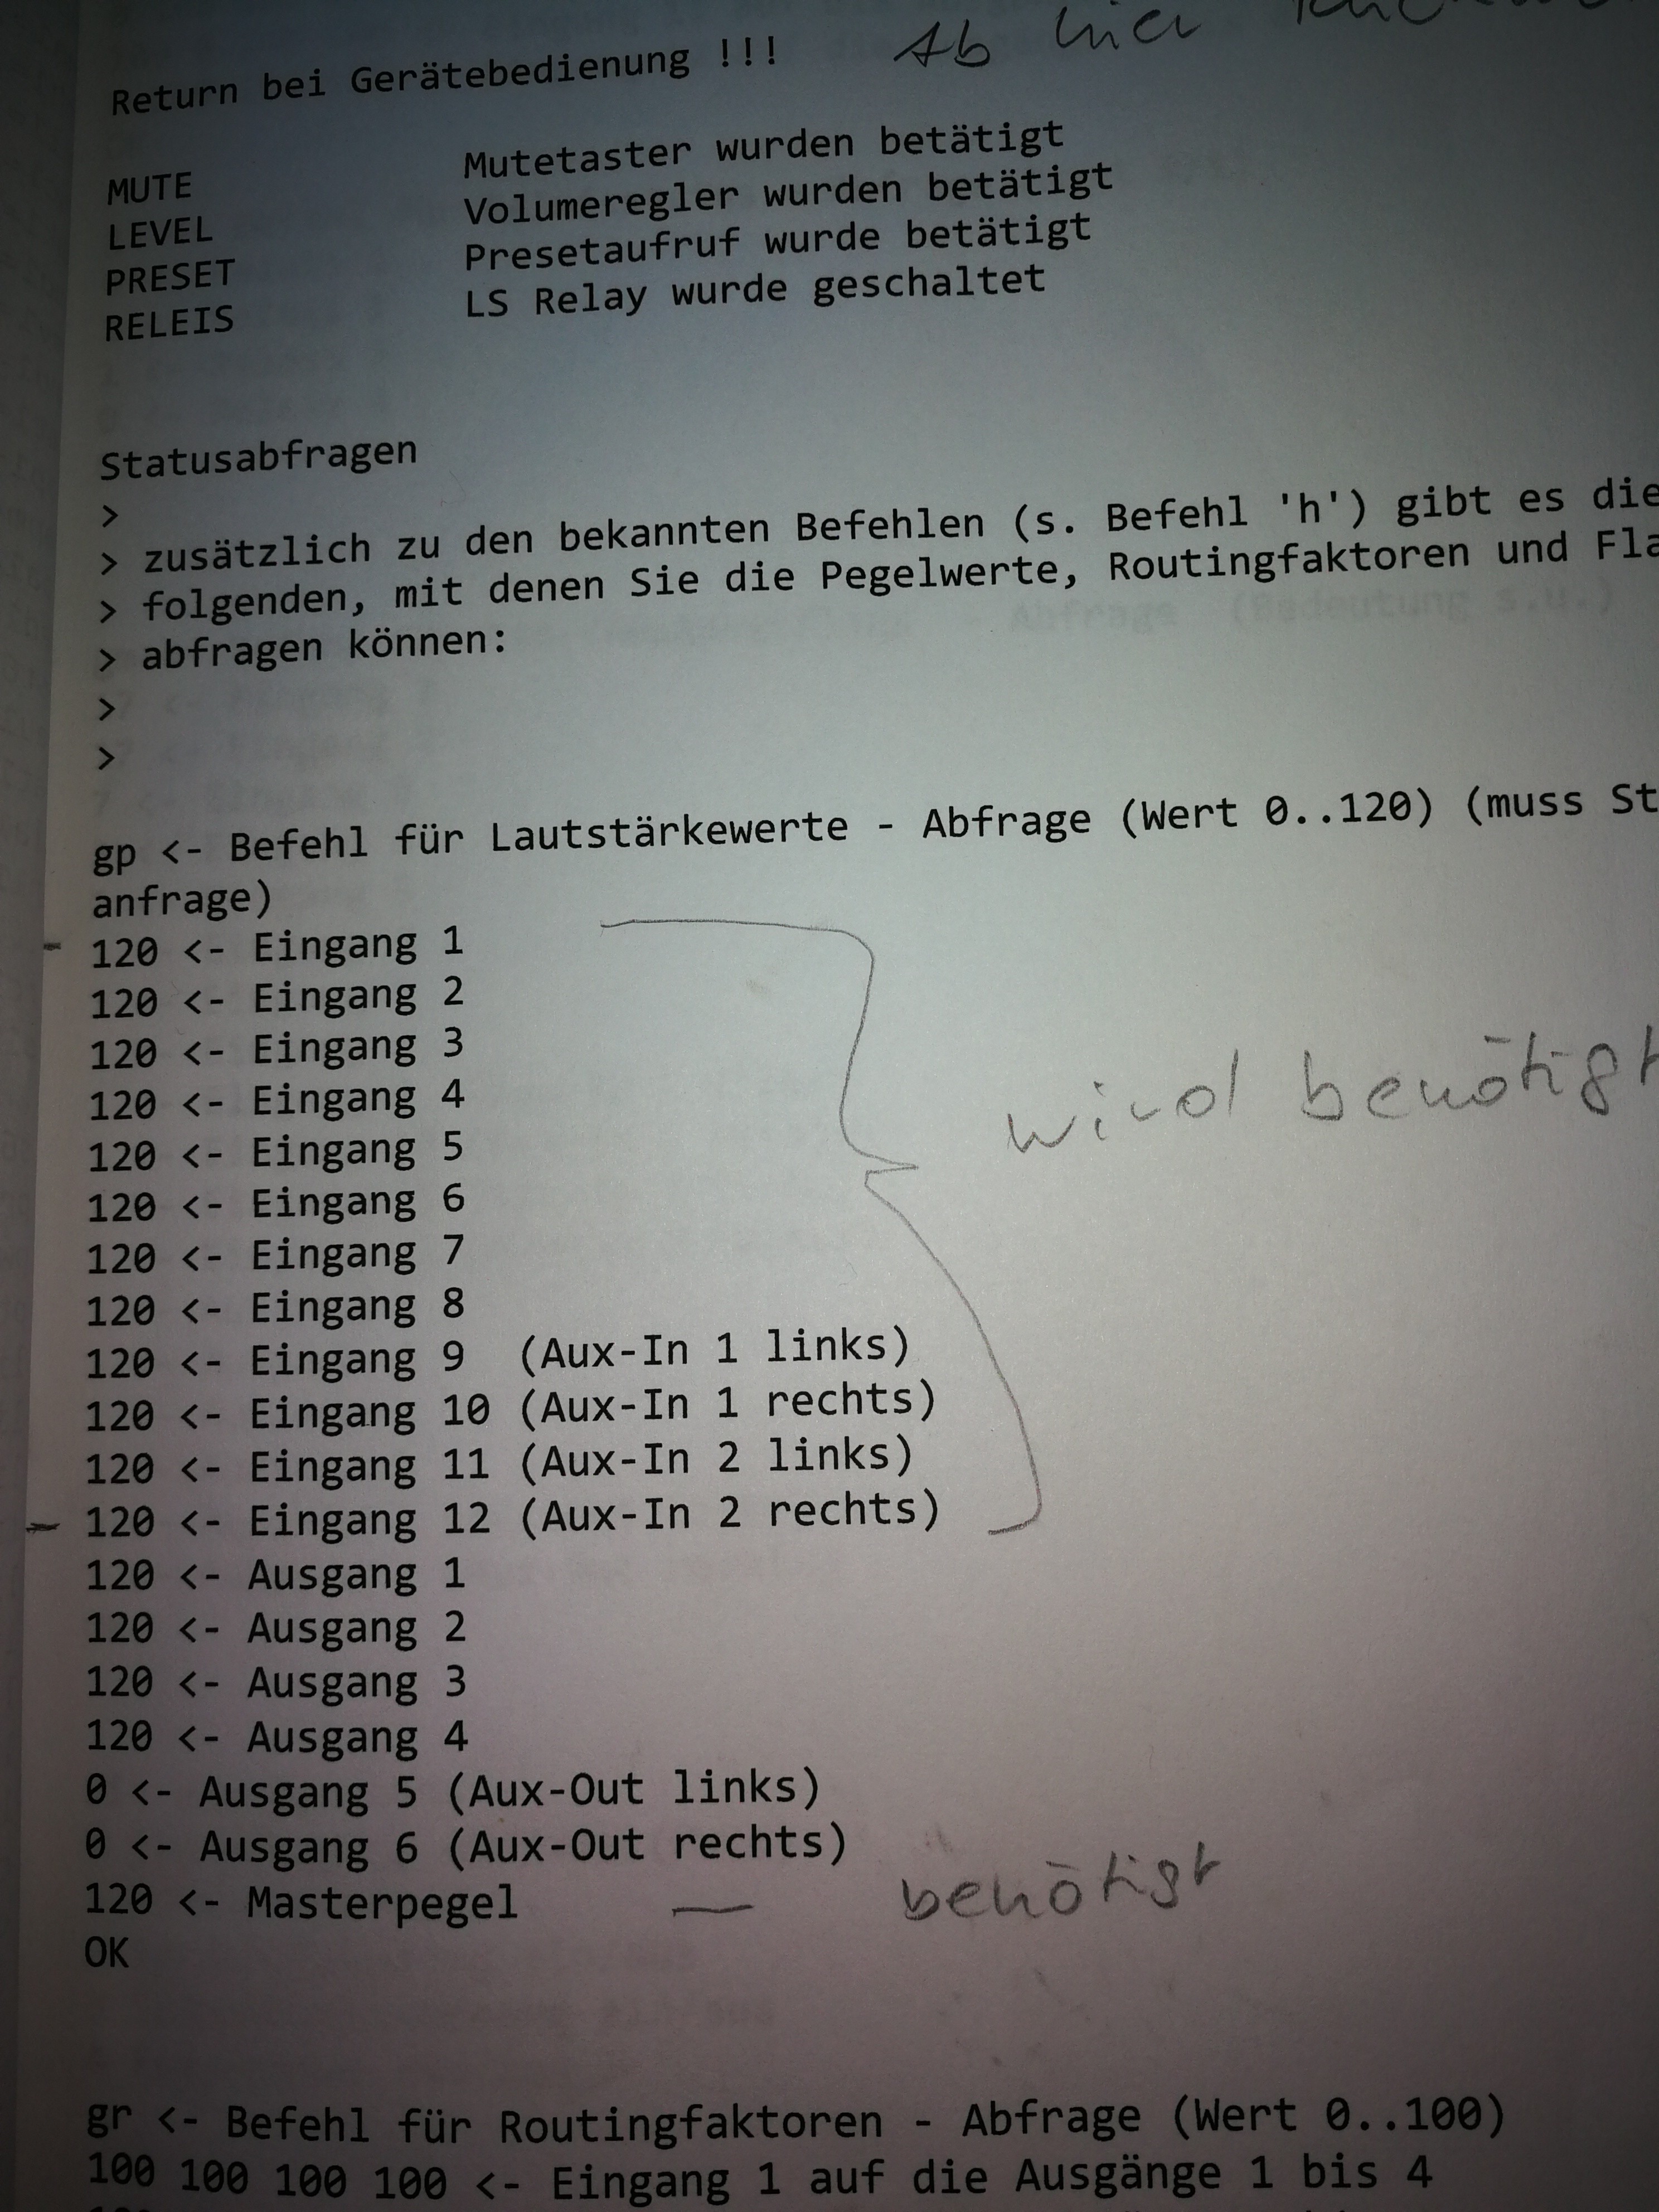 Return bei Gerätebedienung !!! Ab hier
MUTE Mutetaster wurden betätigt
LEVEL Volumeregler wurden betätigt
PRESET Presetaufruf wurde betätigt
RELEIS LS Relay wurde geschaltet
Statusabfragen
>
> zusätzlich zu den bekannten Befehlen (s. Befehl 'h') gibt es die
> folgenden, mit denen Sie die Pegelwerte, Routingfaktoren und Fla
> abfragen können:
>
>
gp <- Befehl für Lautstärkewerte - Abfrage (Wert 0..120) (muss St
anfrage)
- 120 <- Eingang 1
120 <- Eingang 2
120 <- Eingang 3
120 <- Eingang 4
120 <- Eingang 5 wird benötigt
120 <- Eingang 6
120 <- Eingang 7
120 <- Eingang 8
120 <- Eingang 9 (Aux-In 1 links)
120 <- Eingang 10 (Aux-In 1 rechts)
120 <- Eingang 11 (Aux-In 2 links)
- 120 <- Eingang 12 (Aux-In 2 rechts)
120 <- Ausgang 1
120 <- Ausgang 2
120 <- Ausgang 3
120 <- Ausgang 4
0 <- Ausgang 5 (Aux-Out links)
0 <- Ausgang 6 (Aux-Out rechts)
120 <- Masterpegel — benötigt
OK
gr <- Befehl für Routingfaktoren - Abfrage (Wert 0..100)
100 100 100 100 <- Eingang 1 auf die Ausgänge 1 bis 4